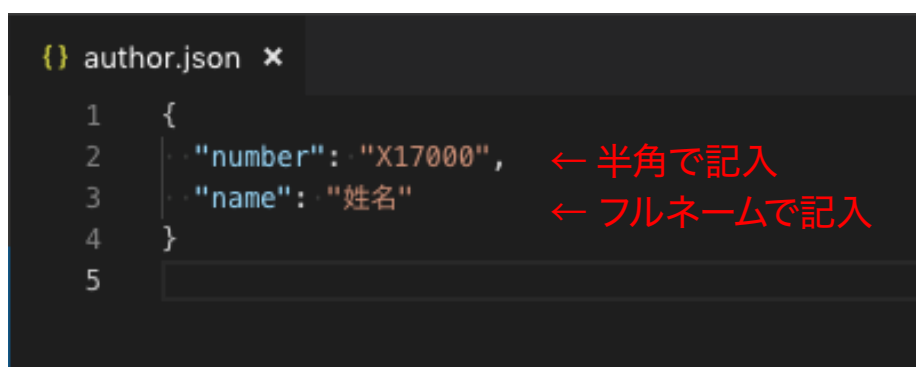 {} author.json ×
1 {
2 "number": "X17000", ← 半角で記入
3 "name": "姓名" ← フルネームで記入
4 }
5